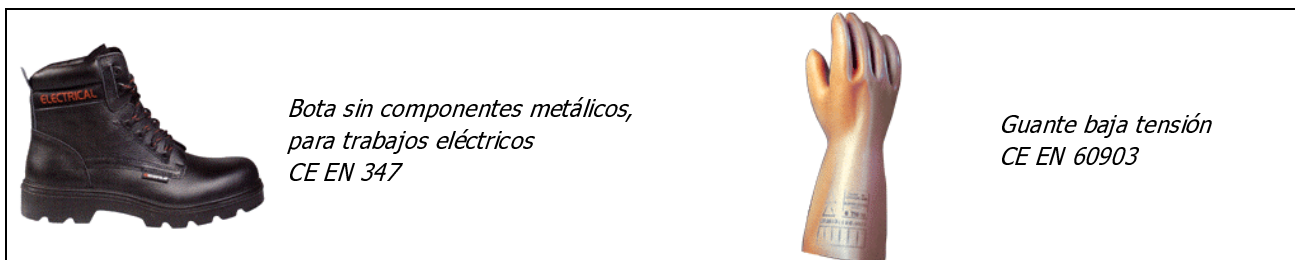 ELECTRICAL
Bota sin componentes metálicos,
para trabajos eléctricos
CE EN 347
Guante baja tensión
CE EN 60903